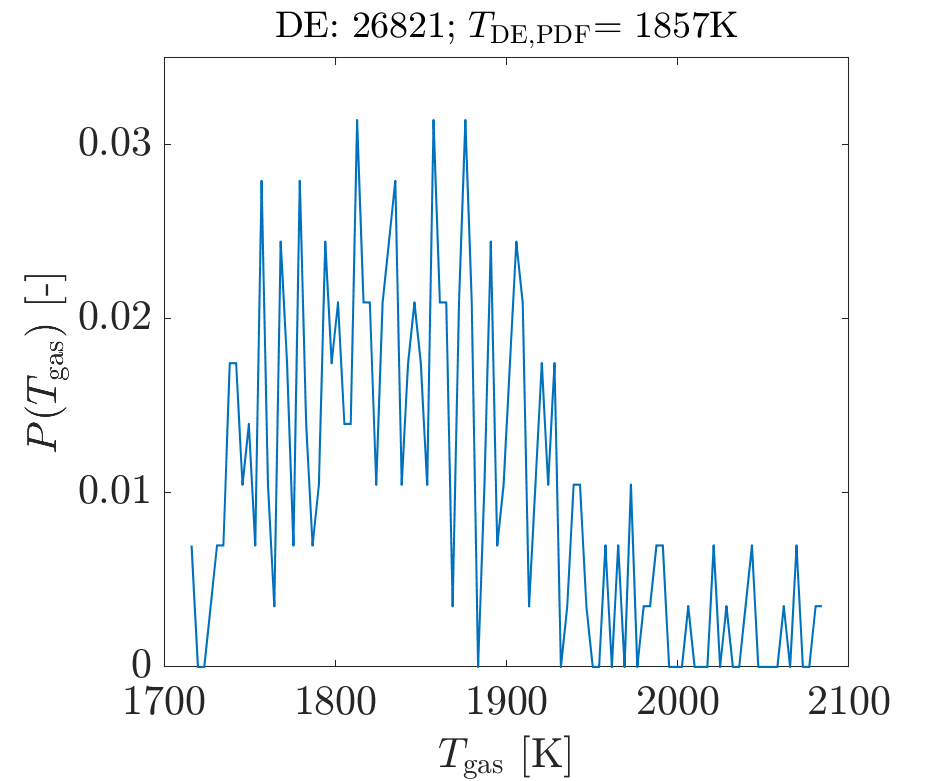 DE: 26821; T_DE,PDF= 1857K
0.03
0.02
0.01
0
P(T_gas) [-]
1700 1800 1900 2000 2100
T_gas [K]